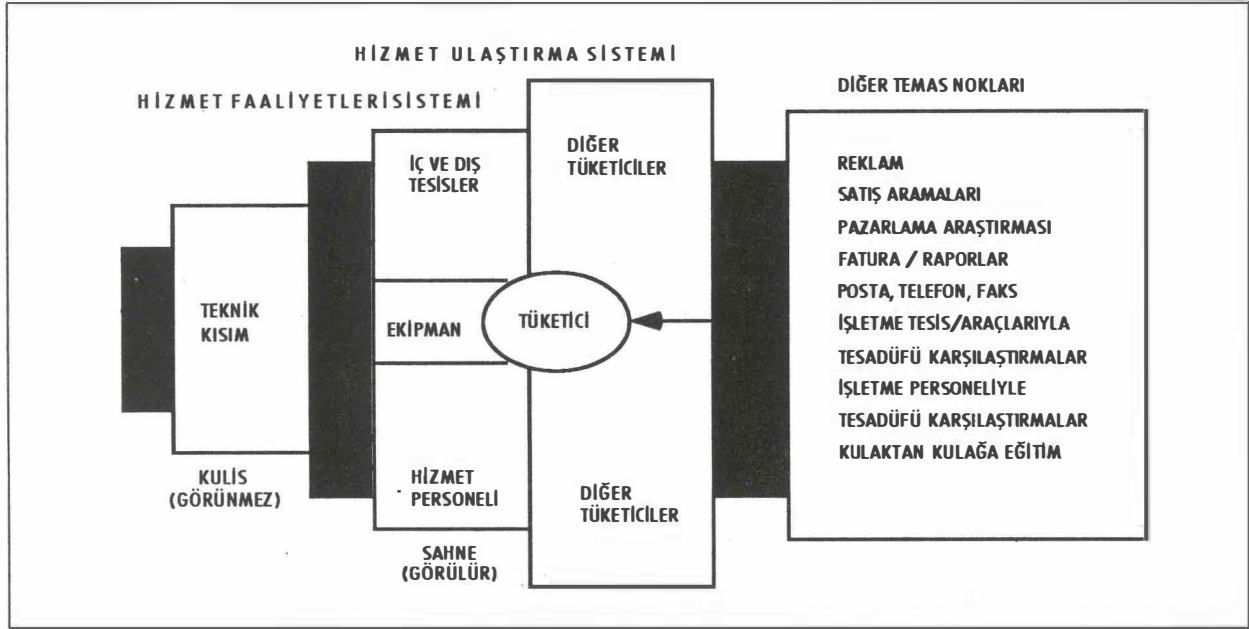 HİZMET ULAŞTIRMA SİSTEMİ
HİZMET FAALİYETLERİSİSTEMİ
DİĞER TEMAS NOKLARI
TEKNİK
KISIM
KULİS
(GÖRÜNMEZ)
İÇ VE DIŞ
TESİSLER
EKİPMAN
HİZMET
PERSONELİ
SAHNE
(GÖRÜLÜR)
DİĞER
TÜKETİCİLER
TÜKETİCİ
DİĞER
TÜKETİCİLER
REKLAM
SATIŞ ARAMALARI
PAZARLAMA ARAŞTIRMASI
FATURA / RAPORLAR
POSTA, TELEFON, FAKS
İŞLETME TESİS/ARAÇLARIYLA
TESADÜFÜ KARŞILAŞTIRMALAR
İŞLETME PERSONELİYLE
TESADÜFÜ KARŞILAŞTIRMALAR
KULAKTAN KULAĞA EĞİTİM